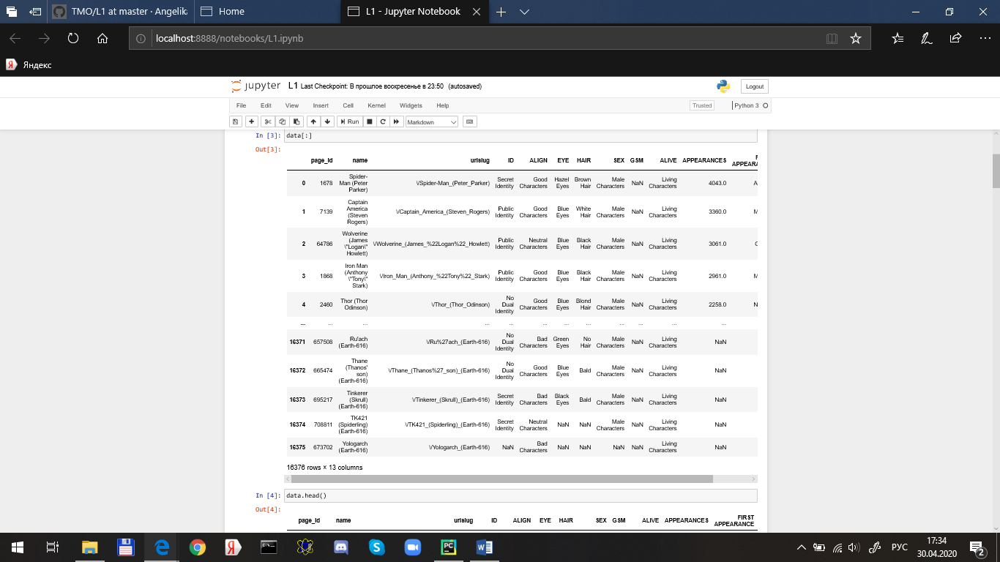 TMO/L1 at master · Angelika
Home
L1 - Jupyter Notebook
localhost:8888/notebooks/L1.ipynb
Яндекс
jupyter L1 Last Checkpoint: В прошлое воскресенье в 23:50 (autosaved)
Logout
File Edit View Insert Cell Kernel Widgets Help
Trusted
Python 3
Run
Markdown
In [3]: data[:]
Out[3]:
page_id name urlslug ID ALIGN EYE HAIR SEX GSM ALIVE APPEARANCES
0 1678 Spider-Man (Peter Parker) \/Spider-Man_(Peter_Parker) Secret Identity Good Characters Hazel Eyes Brown Hair Male Characters NaN Living Characters 4043.0 A
1 7139 Captain America (Steven Rogers) \/Captain_America_(Steven_Rogers) Public Identity Good Characters Blue Eyes White Hair Male Characters NaN Living Characters 3360.0 M
2 64786 Wolverine (James \"Logan\" Howlett) \/Wolverine_(James_%22Logan%22_Howlett) Public Identity Neutral Characters Blue Eyes Black Hair Male Characters NaN Living Characters 3061.0
3 1868 Iron Man (Anthony \"Tony\" Stark) \/Iron_Man_(Anthony_%22Tony%22_Stark) Public Identity Good Characters Blue Eyes Black Hair Male Characters NaN Living Characters 2961.0 M
4 2460 Thor (Thor Odinson) \/Thor_(Thor_Odinson) No Dual Identity Good Characters Blue Eyes Blond Hair Male Characters NaN Living Characters 2258.0 N
... ... ... ... ... ... ... ... ... ... ... ...
16371 657508 Ru'ach (Earth-616) \/Ru%27ach_(Earth-616) No Dual Identity Bad Characters Green Eyes No Hair Male Characters NaN Living Characters NaN
16372 665474 Thane (Thanos' son) (Earth-616) \/Thane_(Thanos%27_son)_(Earth-616) No Dual Identity Good Characters Blue Eyes Bald Male Characters NaN Living Characters NaN
16373 695217 Tinkerer (Skrull) (Earth-616) \/Tinkerer_(Skrull)_(Earth-616) Secret Identity Bad Characters Black Eyes Bald Male Characters NaN Living Characters NaN
16374 708811 TK421 (Spiderling) (Earth-616) \/TK421_(Spiderling)_(Earth-616) Secret Identity Neutral Characters NaN NaN Male Characters NaN Living Characters NaN
16375 673702 Yologarch (Earth-616) \/Yologarch_(Earth-616) NaN Bad Characters NaN NaN NaN NaN Living Characters NaN
16376 rows × 13 columns
In [4]: data.head()
Out[4]:
page_id name urlslug ID ALIGN EYE HAIR SEX GSM ALIVE APPEARANCES FIRST APPEARANCE
РУС
17:34
30.04.2020
2